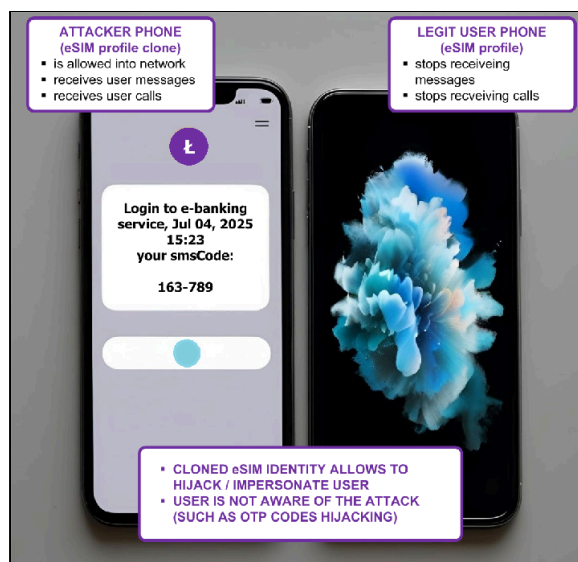 ATTACKER PHONE
(eSIM profile clone)
▪ is allowed into network
▪ receives user messages
▪ receives user calls
LEGIT USER PHONE
(eSIM profile)
▪ stops receiveing
messages
▪ stops recveiving calls
Ł
Login to e-banking
service, Jul 04, 2025
15:23
your smsCode:
163-789
▪ CLONED eSIM IDENTITY ALLOWS TO
HIJACK / IMPERSONATE USER
▪ USER IS NOT AWARE OF THE ATTACK
(SUCH AS OTP CODES HIJACKING)